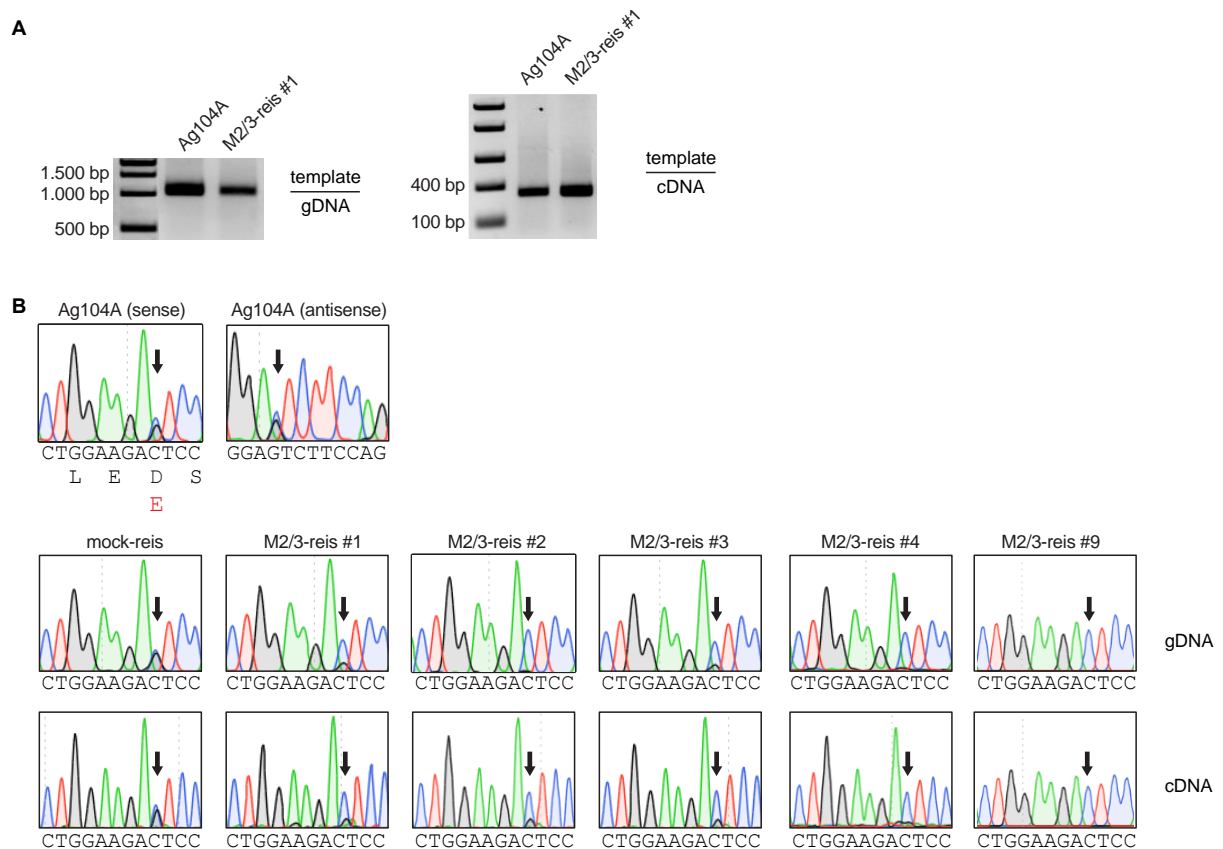 A
Ag104A
M2/3-reis #1
1.500 bp
1.000 bp
500 bp
template
gDNA
Ag104A
M2/3-reis #1
400 bp
100 bp
template
cDNA
B
Ag104A (sense)
Ag104A (antisense)
CTGGAAGACTCC
GGAGTCTTCCAG
L E D S
E
mock-reis
M2/3-reis #1
M2/3-reis #2
M2/3-reis #3
M2/3-reis #4
M2/3-reis #9
gDNA
CTGGAAGACTCC
CTGGAAGACTCC
CTGGAAGACTCC
CTGGAAGACTCC
CTGGAAGACTCC
CTGGAAGACTCC
cDNA
CTGGAAGACTCC
CTGGAAGACTCC
CTGGAAGACTCC
CTGGAAGACTCC
CTGGAAGACTCC
CTGGAAGACTCC